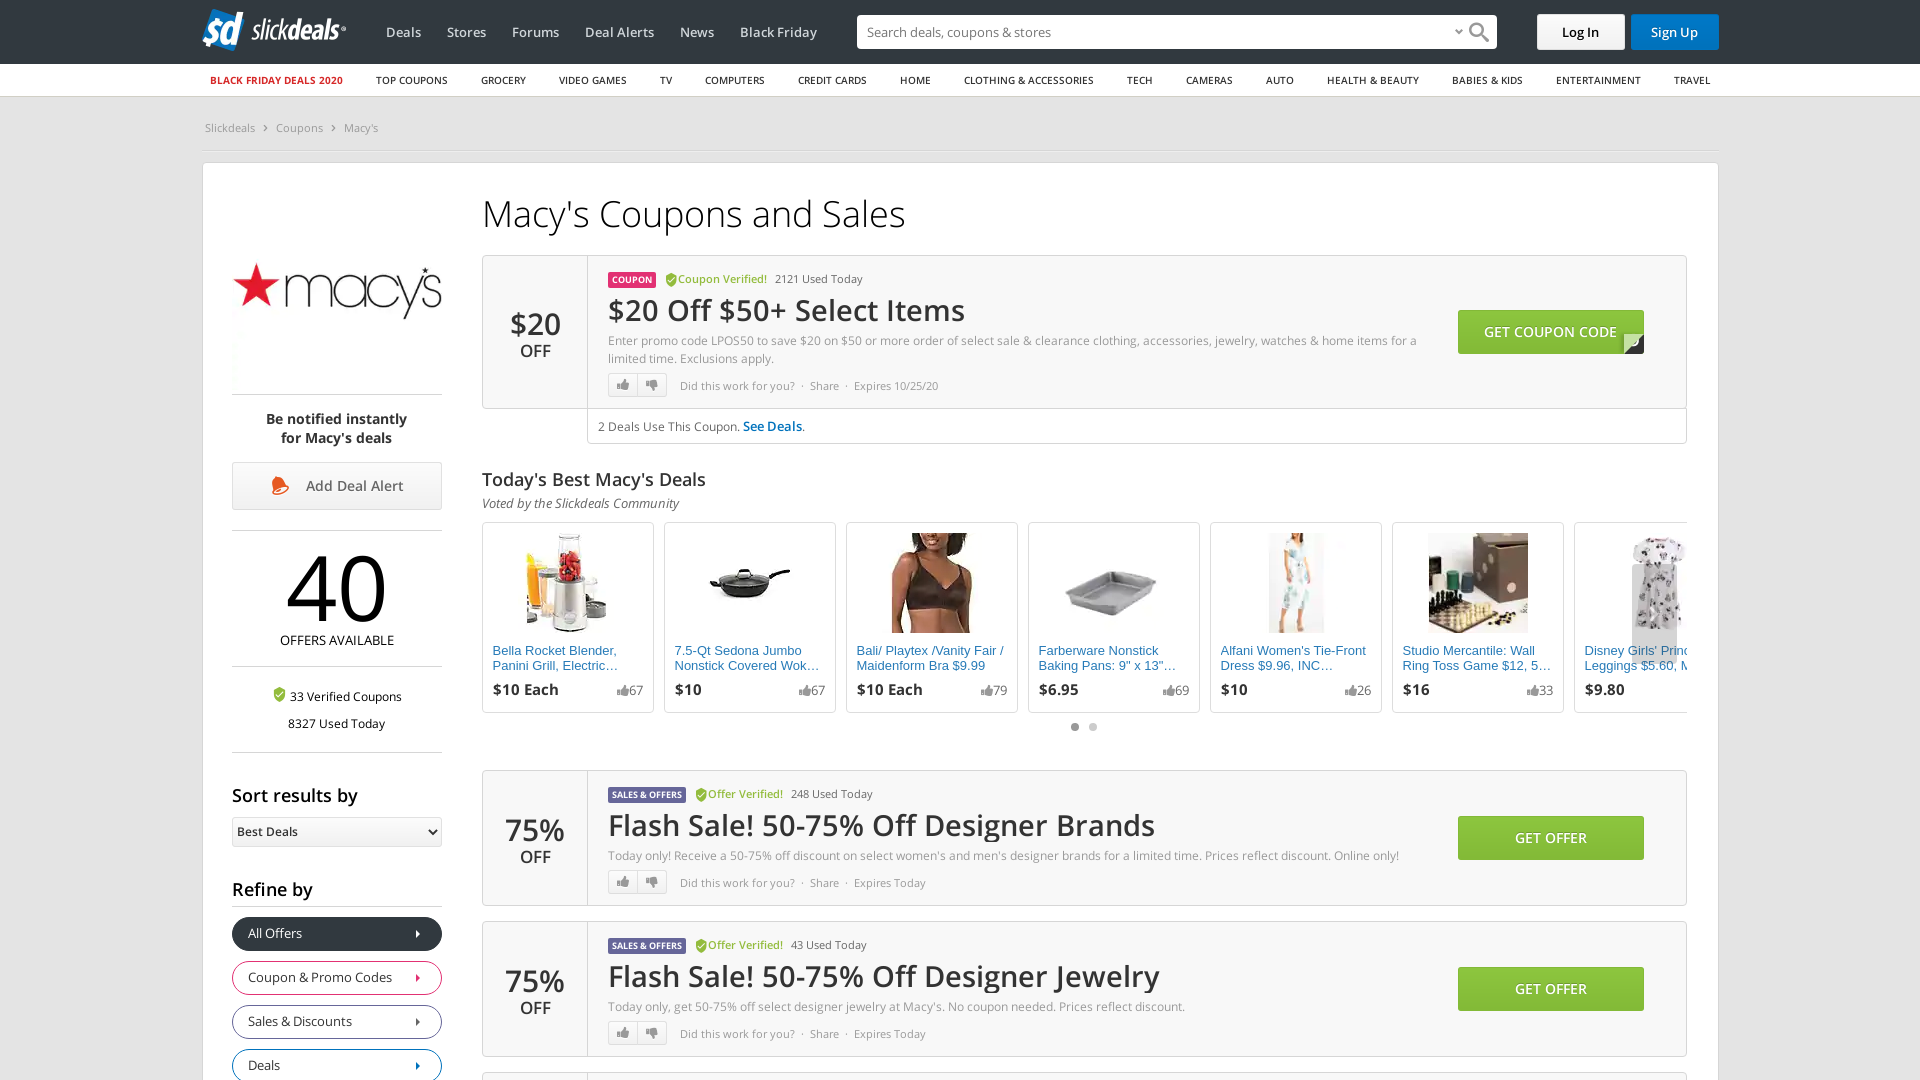 sd slickdeals
Deals Stores Forums Deal Alerts News Black Friday
Search deals, coupons & stores
Log In Sign Up
BLACK FRIDAY DEALS 2020 TOP COUPONS GROCERY VIDEO GAMES TV COMPUTERS CREDIT CARDS HOME CLOTHING & ACCESSORIES TECH CAMERAS AUTO HEALTH & BEAUTY BABIES & KIDS ENTERTAINMENT TRAVEL
Slickdeals Coupons Macy's
macy's
Be notified instantly
for Macy's deals
Add Deal Alert
40
OFFERS AVAILABLE
33 Verified Coupons
8327 Used Today
Sort results by
Best Deals
Refine by
All Offers
Coupon & Promo Codes
Sales & Discounts
Deals
Macy's Coupons and Sales
$20
OFF
COUPON Coupon Verified! 2121 Used Today
$20 Off $50+ Select Items
Enter promo code LPOS50 to save $20 on $50 or more order of select sale & clearance clothing, accessories, jewelry, watches & home items for a
limited time. Exclusions apply.
Did this work for you? · Share · Expires 10/25/20
GET COUPON CODE
2 Deals Use This Coupon. See Deals.
Today's Best Macy's Deals
Voted by the Slickdeals Community
Bella Rocket Blender,
Panini Grill, Electric…
$10 Each 67
7.5-Qt Sedona Jumbo
Nonstick Covered Wok…
$10 67
Bali/ Playtex /Vanity Fair /
Maidenform Bra $9.99
$10 Each 79
Farberware Nonstick
Baking Pans: 9" x 13"…
$6.95 69
Alfani Women's Tie-Front
Dress $9.96, INC…
$10 26
Studio Mercantile: Wall
Ring Toss Game $12, 5…
$16 33
Disney Girls' Princ
Leggings $5.60, M
$9.80
75%
OFF
SALES & OFFERS Offer Verified! 248 Used Today
Flash Sale! 50-75% Off Designer Brands
Today only! Receive a 50-75% off discount on select women's and men's designer brands for a limited time. Prices reflect discount. Online only!
Did this work for you? · Share · Expires Today
GET OFFER
75%
OFF
SALES & OFFERS Offer Verified! 43 Used Today
Flash Sale! 50-75% Off Designer Jewelry
Today only, get 50-75% off select designer jewelry at Macy's. No coupon needed. Prices reflect discount.
Did this work for you? · Share · Expires Today
GET OFFER